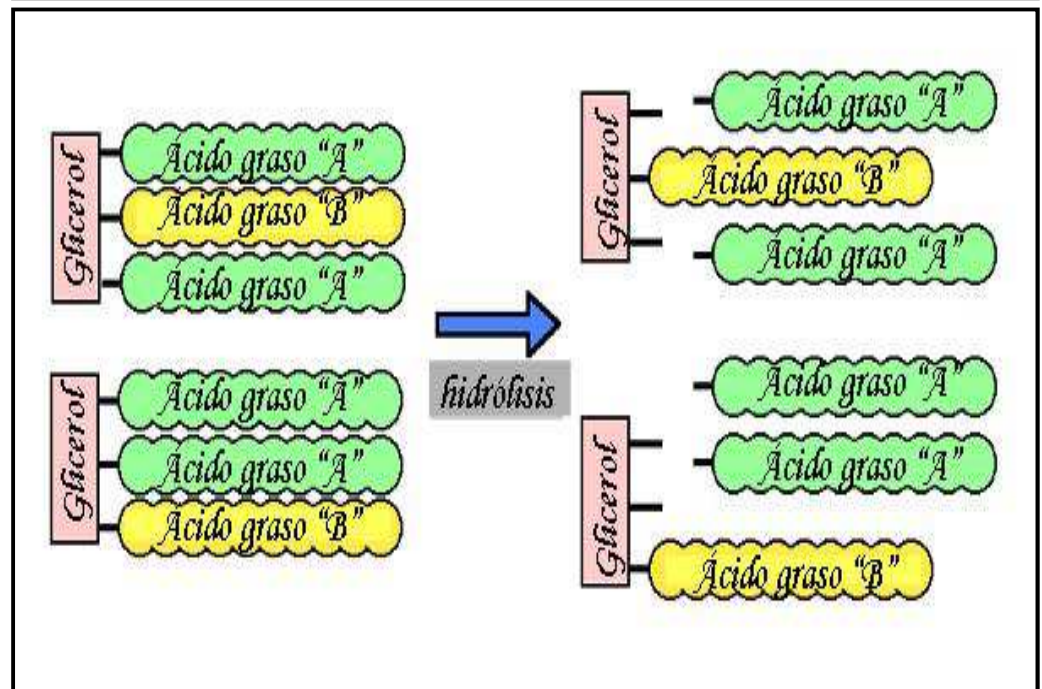 Glicerol
Ácido graso "A"
Ácido graso "B"
Ácido graso "A"
Glicerol
Ácido graso "A"
Ácido graso "A"
Ácido graso "B"
hidrólisis
Glicerol
Ácido graso "A"
Ácido graso "B"
Ácido graso "A"
Glicerol
Ácido graso "A"
Ácido graso "A"
Ácido graso "B"